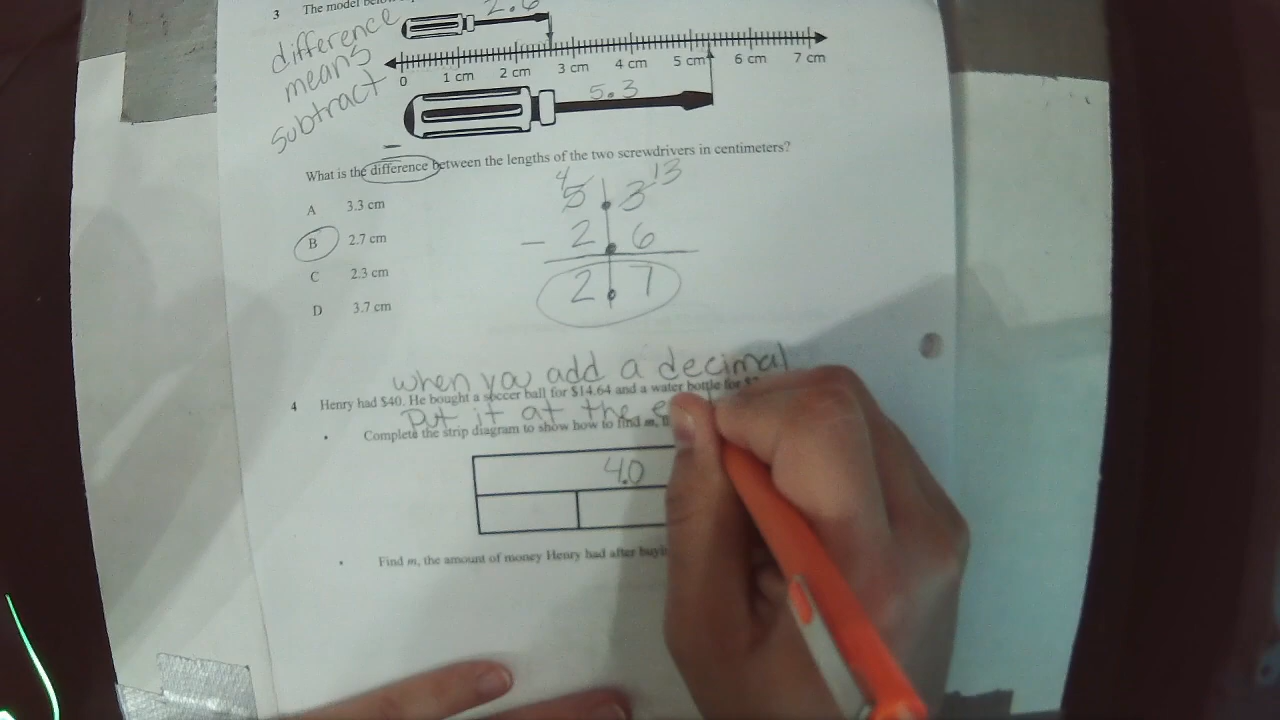 3 The model
2.6
difference
means
subtract
0 1 cm 2 cm 3 cm 4 cm 5 cm 6 cm 7 cm
5.3
What is the difference between the lengths of the two screwdrivers in centimeters?
A 3.3 cm
B 2.7 cm
C 2.3 cm
D 3.7 cm
4 13
5.3
- 2.6
2.7
when you add a decimal
4 Henry had $40. He bought a soccer ball for $14.64 and a water bottle for
Put it at the
Complete the strip diagram to show how to find m,
40
Find m, the amount of money Henry had after